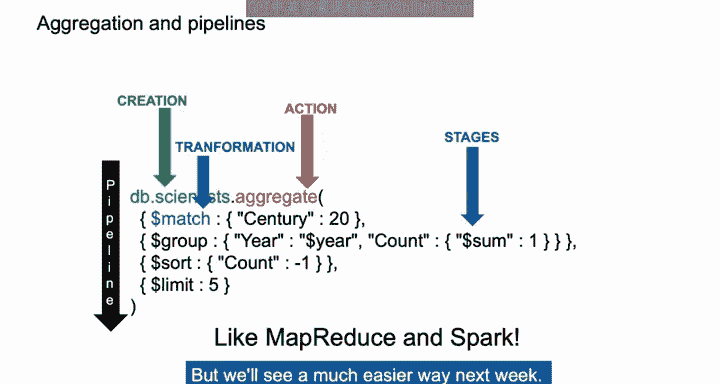 Aggregation and pipelines
CREATION
ACTION
TRANFORMATION
STAGES
Pipeline
db.scientists.aggregate(
{ $match : { "Century" : 20 },
{ $group : { "Year" : "$year", "Count" : { "$sum" : 1 } } },
{ $sort : { "Count" : -1 } },
{ $limit : 5 }
)
Like MapReduce and Spark!
But we'll see a much easier way next week.